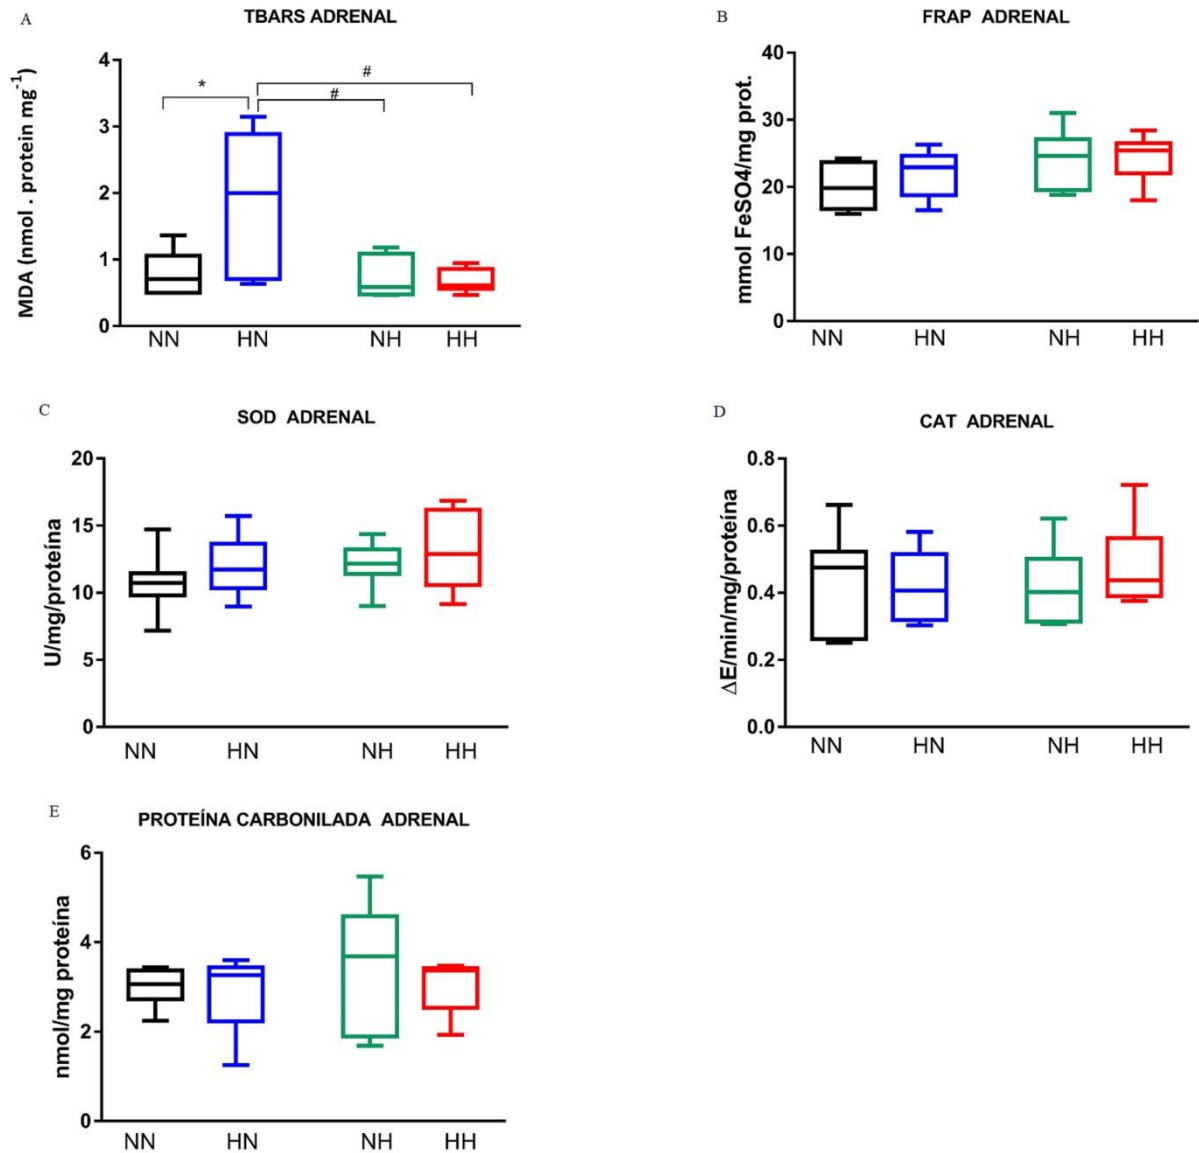 A
TBARS ADRENAL
MDA (nmol . protein mg-1)
4
3
2
1
0
*
#
#
NN HN NH HH
B
FRAP ADRENAL
mmol FeSO4/mg prot.
40
30
20
10
0
NN HN NH HH
C
SOD ADRENAL
U/mg/proteína
20
15
10
5
0
NN HN NH HH
D
CAT ADRENAL
ΔE/min/mg/proteína
0.8
0.6
0.4
0.2
0.0
NN HN NH HH
E
PROTEÍNA CARBONILADA ADRENAL
nmol/mg proteína
6
4
2
0
NN HN NH HH